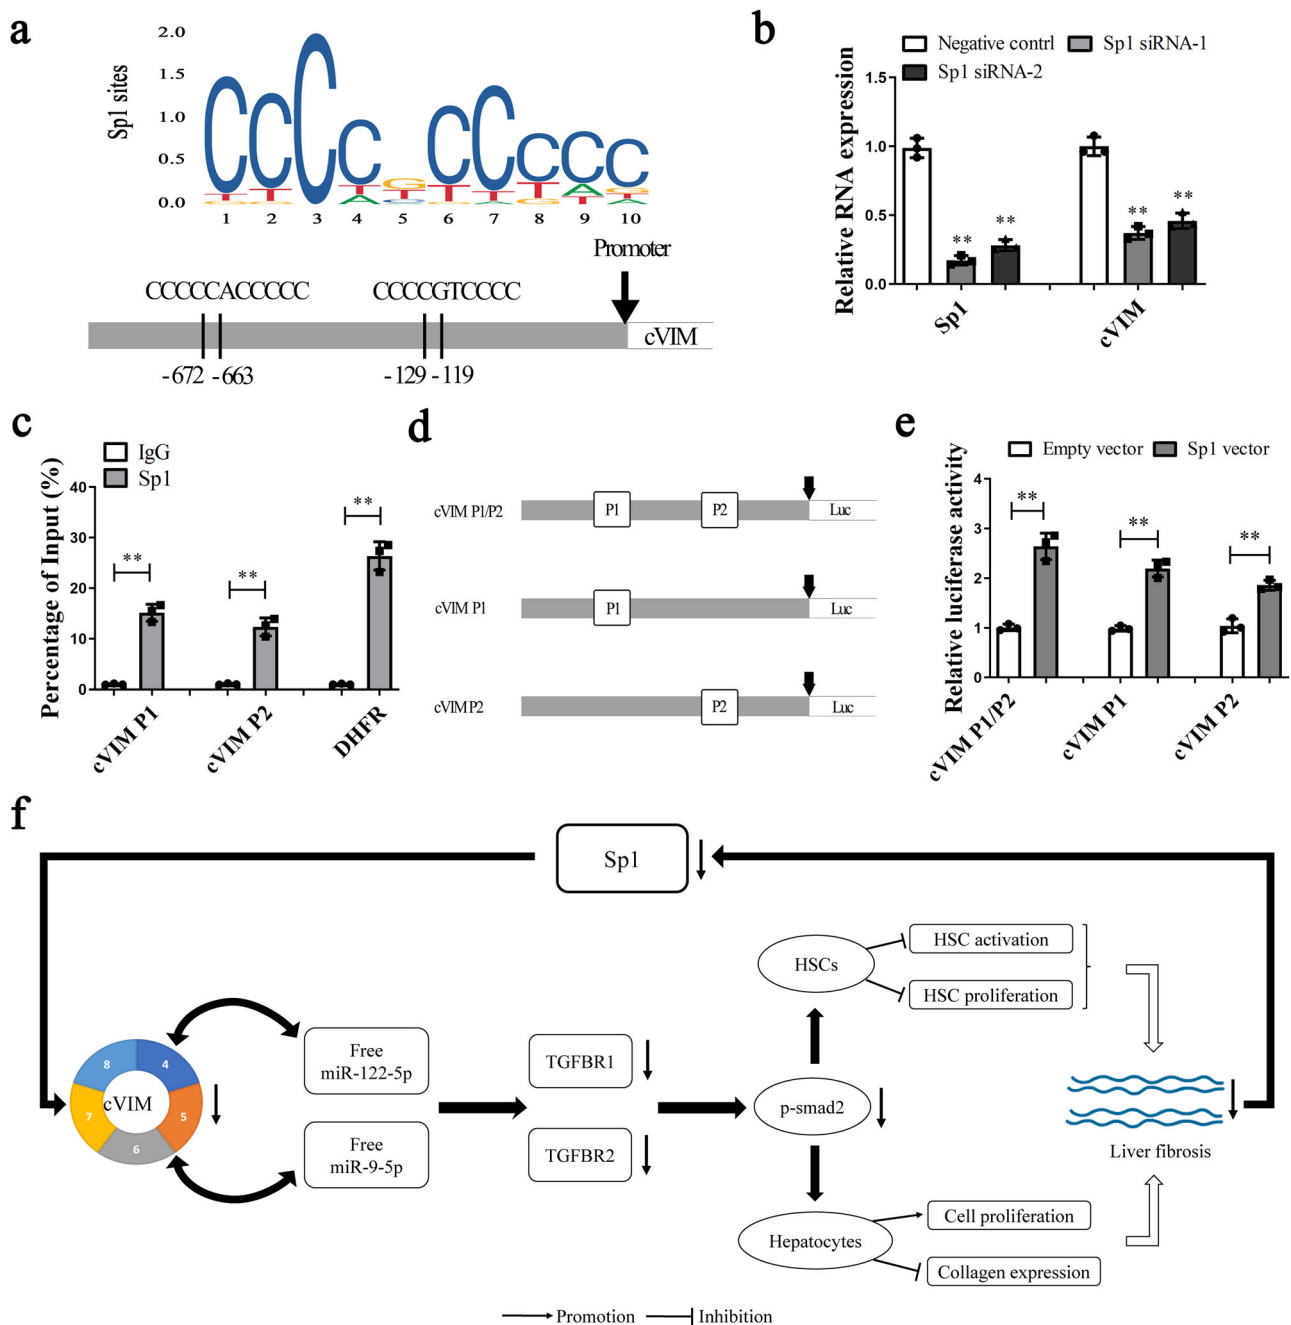 a
Sp1 sites
2.0
1.5
1.0
0.5
0.0
C C C C G C C C C C
T T T T T T T A G
G G A C G A G T T
A
1 2 3 4 5 6 7 8 9 10
Promoter
CCCCCACCCCC
CCCCGTCCCC
cVIM
-672 -663
-129 -119
b
Negative contrl
Sp1 siRNA-1
Sp1 siRNA-2
Relative RNA expression
1.5
1.0
0.5
0.0
** ** ** **
Sp1
cVIM
c
IgG
Sp1
Percentage of Input (%)
40
30
20
10
0
** ** **
cVIM P1
cVIM P2
DHFR
d
cVIM P1/P2
P1
P2
Luc
cVIM P1
P1
Luc
cVIM P2
P2
Luc
e
Empty vector
Sp1 vector
Relative luciferase activity
4
3
2
1
0
** ** **
cVIM P1/P2
cVIM P1
cVIM P2
f
Sp1
HSCs
HSC activation
HSC proliferation
8
4
7
5
6
cVIM
Free
miR-122-5p
Free
miR-9-5p
TGFBR1
TGFBR2
p-smad2
Liver fibrosis
Hepatocytes
Cell proliferation
Collagen expression
Promotion
Inhibition